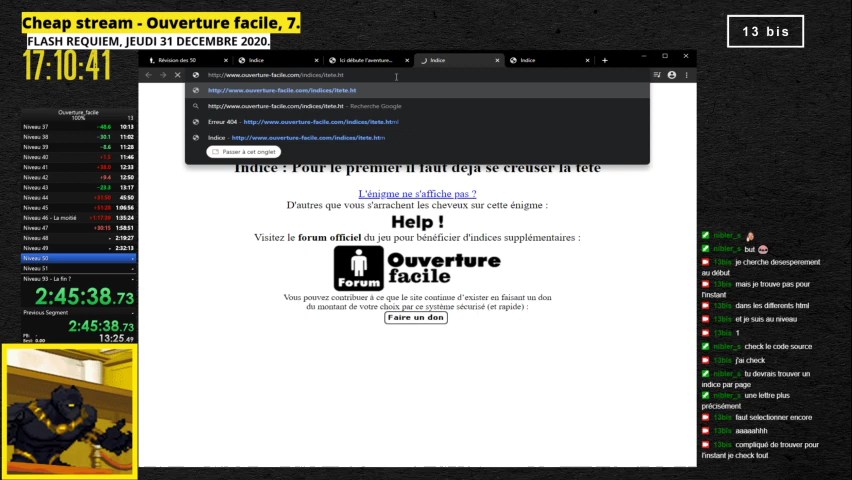 Cheap stream - Ouverture facile, 7.
FLASH REQUIEM, JEUDI 31 DECEMBRE 2020.
17:10:41
13 bis
Ouverture_facile
100% 13
Niveau 37 -48.6 10:13
Niveau 38 -30.1 11:02
Niveau 39 -8.6 11:28
Niveau 40 11:46
Niveau 41 12:33
Niveau 42 +9.4 12:50
Niveau 43 -23.3 13:17
Niveau 44 45:50
Niveau 45 1:06:56
Niveau 46 - La moitié 1:35:24
Niveau 47 +30:15 1:58:51
Niveau 48 - 2:19:27
Niveau 49 - 2:32:13
Niveau 50 -
Niveau 51 -
Niveau 93 - La fin ? -
2:45:38.73
Previous Segment -
2:45:38.73
PB: -
Best: 0.00
13:25.49
Révision des 50
Indice
Ici débute l'aventure...
Indice
Indice
http://www.ouverture-facile.com/indices/itete.ht
http://www.ouverture-facile.com/indices/itete.ht
http://www.ouverture-facile.com/indices/itete.ht - Recherche Google
Erreur 404 - http://www.ouverture-facile.com/indices/itete.html
Indice - http://www.ouverture-facile.com/indices/itete.htm
Passer à cet onglet
Indice : Pour le premier il faut déjà se creuser la tête
L'énigme ne s'affiche pas ?
D'autres que vous s'arrachent les cheveux sur cette énigme :
Help !
Visitez le forum officiel du jeu pour bénéficier d'indices supplémentaires :
Forum
Ouverture
facile
Vous pouvez contribuer à ce que le site continue d'exister en faisant un don
du montant de votre choix par ce système sécurisé (et rapide) :
Faire un don
nibler_s
nibler_s but
13bis je cherche desesperement
au début
13bis mais je trouve pas pour
l'instant
13bis dans les differents html
13bis et je suis au niveau
13bis 1
nibler_s check le code source
13bis j'ai check
nibler_s tu devrais trouver un
indice par page
nibler_s une lettre plus
précisément
13bis faut selectionner encore
13bis aaaaahhh
13bis compliqué de trouver pour
l'instant je check tout